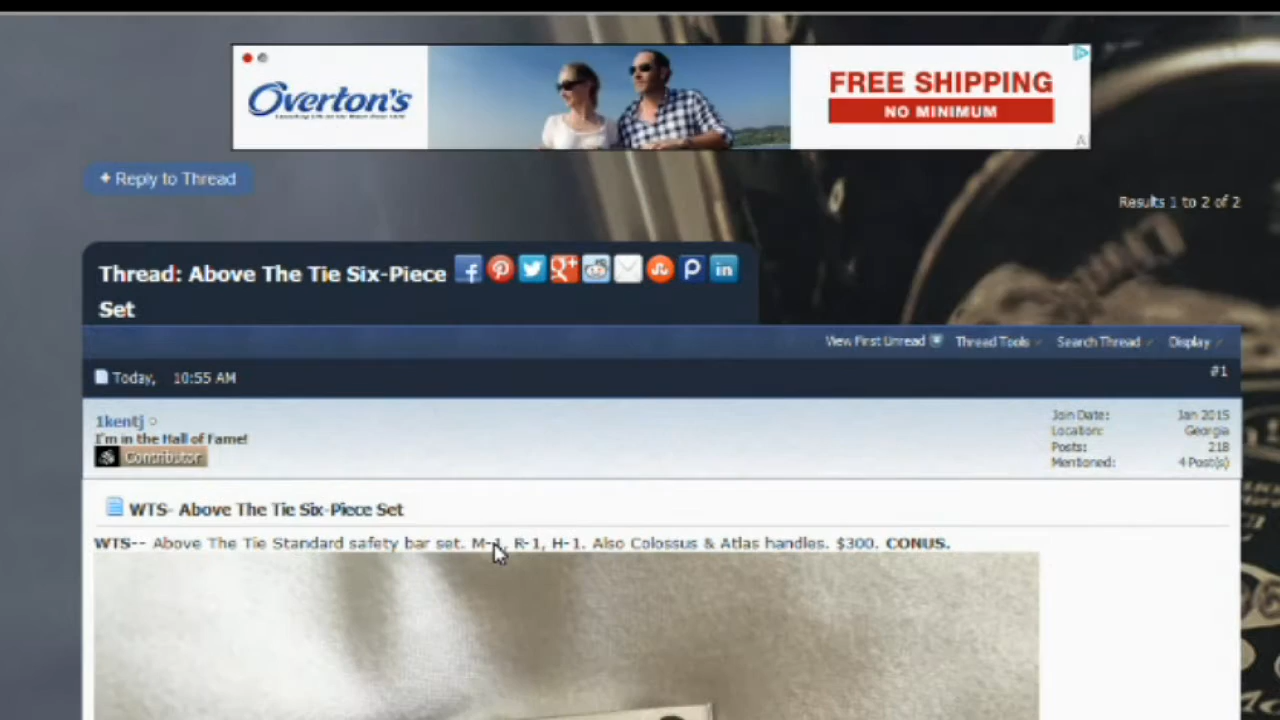 Overton's
FREE SHIPPING
NO MINIMUM
+ Reply to Thread
Results 1 to 2 of 2
Thread: Above The Tie Six-Piece
Set
View First Unread Thread Tools Search Thread Display
Today, 10:55 AM
#1
1kentj
I'm in the Hall of Fame!
Contributor
Join Date: Jan 2015
Location: Georgia
Posts: 218
Mentioned: 4 Post(s)
WTS- Above The Tie Six-Piece Set
WTS-- Above The Tie Standard safety bar set. M-1, R-1, H-1. Also Colossus & Atlas handles. $300. CONUS.